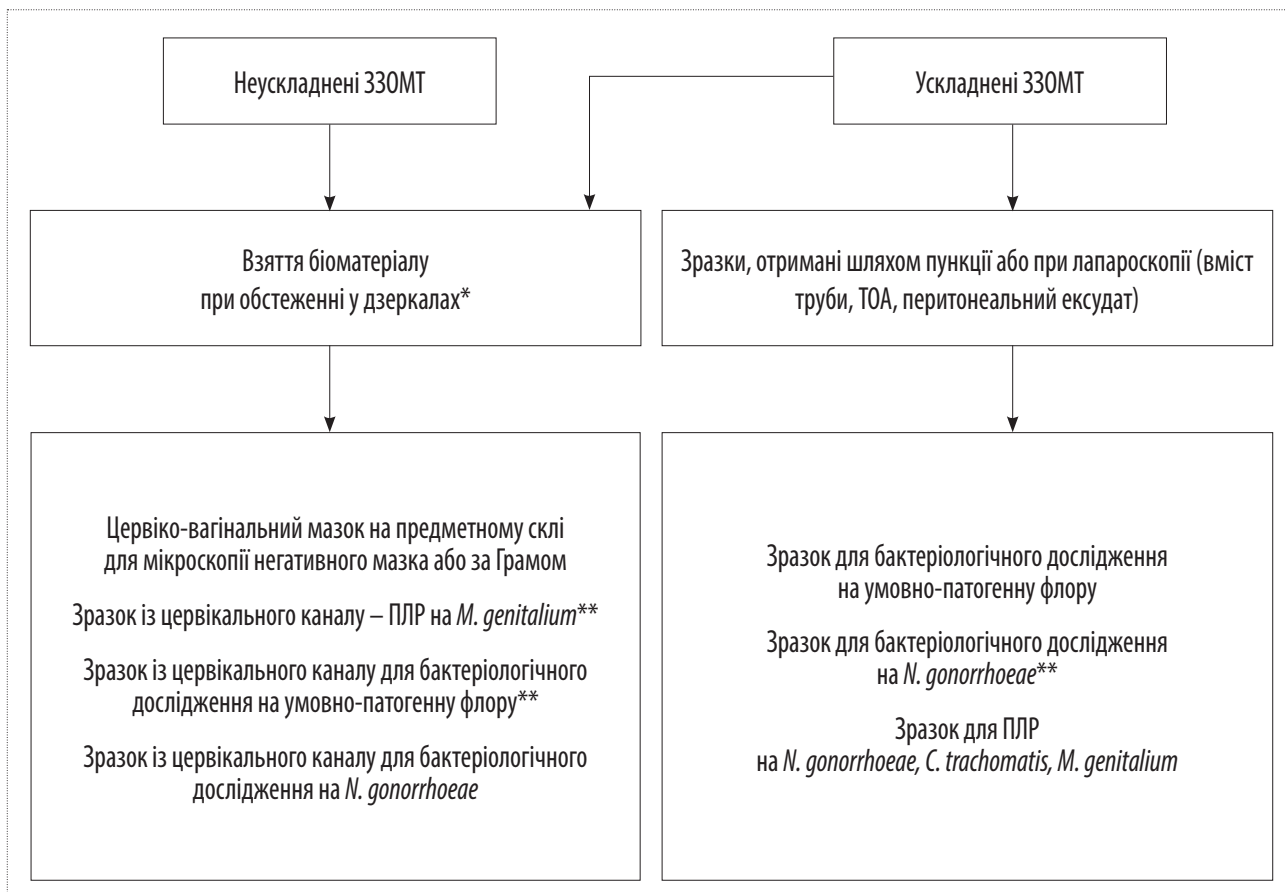 Неускладнені ЗЗОМТ
Ускладнені ЗЗОМТ
Взяття біоматеріалу
при обстеженні у дзеркалах*
Зразки, отримані шляхом пункції або при лапароскопії (вміст
труби, ТОА, перитонеальний ексудат)
Цервіко-вагінальний мазок на предметному склі
для мікроскопії негативного мазка або за Грамом
Зразок із цервікального каналу – ПЛР на M. genitalium**
Зразок із цервікального каналу для бактеріологічного
дослідження на умовно-патогенну флору**
Зразок із цервікального каналу для бактеріологічного
дослідження на N. gonorrhoeae
Зразок для бактеріологічного дослідження
на умовно-патогенну флору
Зразок для бактеріологічного дослідження
на N. gonorrhoeae**
Зразок для ПЛР
на N. gonorrhoeae, C. trachomatis, M. genitalium